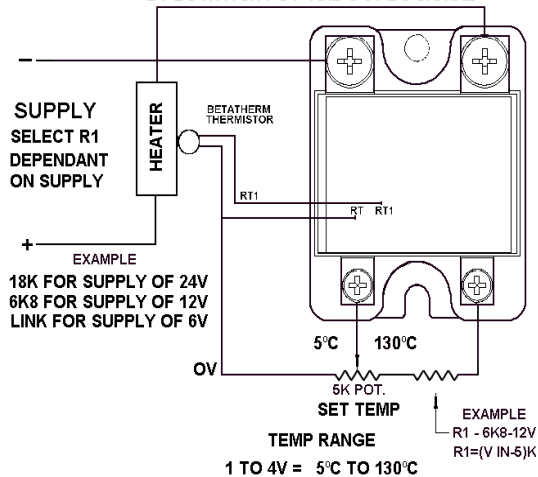 −
SUPPLY
SELECT R1
DEPENDANT
ON SUPPLY
HEATER
BETATHERM
THERMISTOR
RT1
RT RT1
+
EXAMPLE
18K FOR SUPPLY OF 24V
6K8 FOR SUPPLY OF 12V
LINK FOR SUPPLY OF 6V
5°C 130°C
OV
5K POT.
SET TEMP
EXAMPLE
R1 - 6K8-12V
R1=(V IN-5)K
TEMP RANGE
1 TO 4V = 5°C TO 130°C